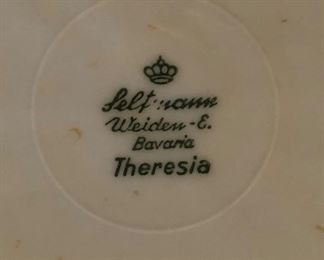 Seltmann
Weiden-E.
Bavaria
Theresia